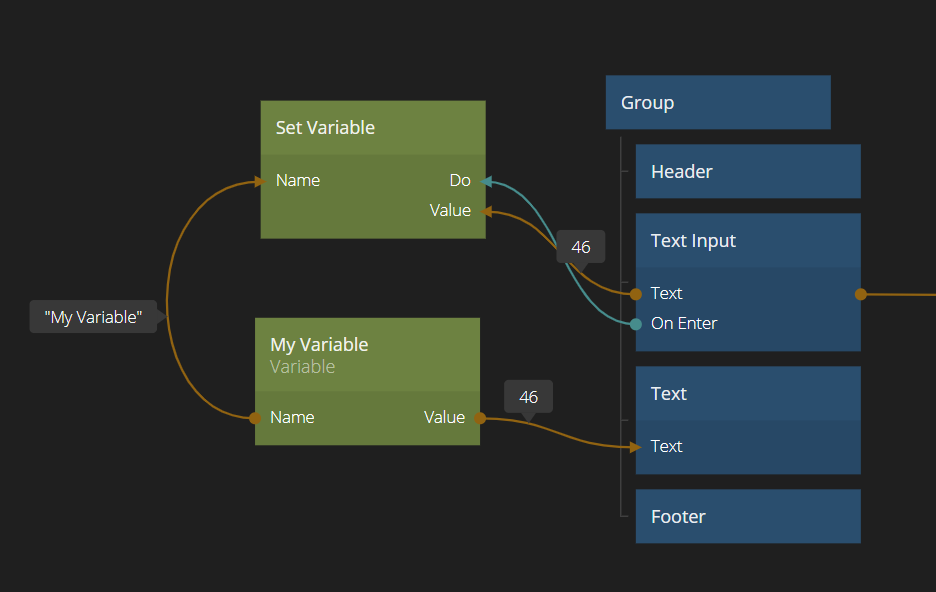 Set Variable
Name
Do
Value
"My Variable"
My Variable
Variable
Name
Value
46
46
Group
Header
Text Input
Text
On Enter
Text
Text
Footer